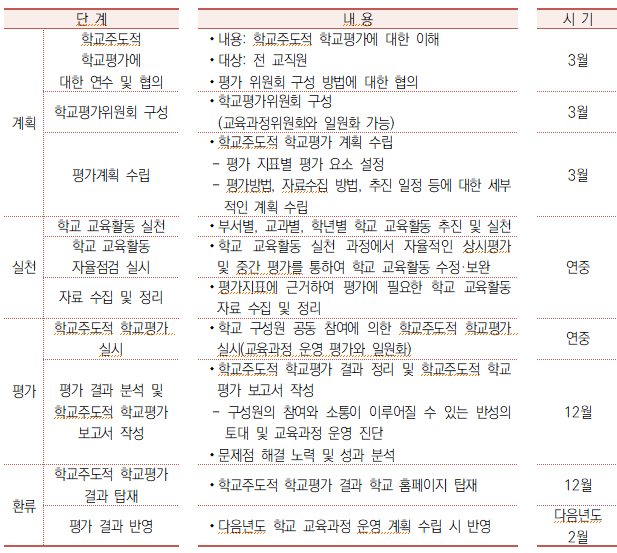 단 계
내 용
시 기
계획
학교주도적
학교평가에
대한 연수 및 협의
• 내용: 학교주도적 학교평가에 대한 이해
• 대상: 전 교직원
• 평가 위원회 구성 방법에 대한 협의
3월
학교평가위원회 구성
• 학교평가위원회 구성
(교육과정위원회와 일원화 가능)
3월
평가계획 수립
• 학교주도적 학교평가 계획 수립
- 평가 지표별 평가 요소 설정
- 평가방법, 자료수집 방법, 추진 일정 등에 대한 세부
적인 계획 수립
3월
실천
학교 교육활동 실천
• 부서별, 교과별, 학년별 학교 교육활동 추진 및 실천
학교 교육활동
자율점검 실시
• 학교 교육활동 실천 과정에서 자율적인 상시평가
및 중간 평가를 통하여 학교 교육활동 수정·보완
연중
자료 수집 및 정리
• 평가지표에 근거하여 평가에 필요한 학교 교육활동
자료 수집 및 정리
평가
학교주도적 학교평가
실시
• 학교 구성원 공동 참여에 의한 학교주도적 학교평가
실시(교육과정 운영 평가와 일원화)
연중
평가 결과 분석 및
학교주도적 학교평가
보고서 작성
• 학교주도적 학교평가 결과 정리 및 학교주도적 학교
평가 보고서 작성
- 구성원의 참여와 소통이 이루어질 수 있는 반성의
토대 및 교육과정 운영 진단
• 문제점 해결 노력 및 성과 분석
12월
환류
학교주도적 학교평가
결과 탑재
• 학교주도적 학교평가 결과 학교 홈페이지 탑재
12월
평가 결과 반영
• 다음년도 학교 교육과정 운영 계획 수립 시 반영
다음년도
2월